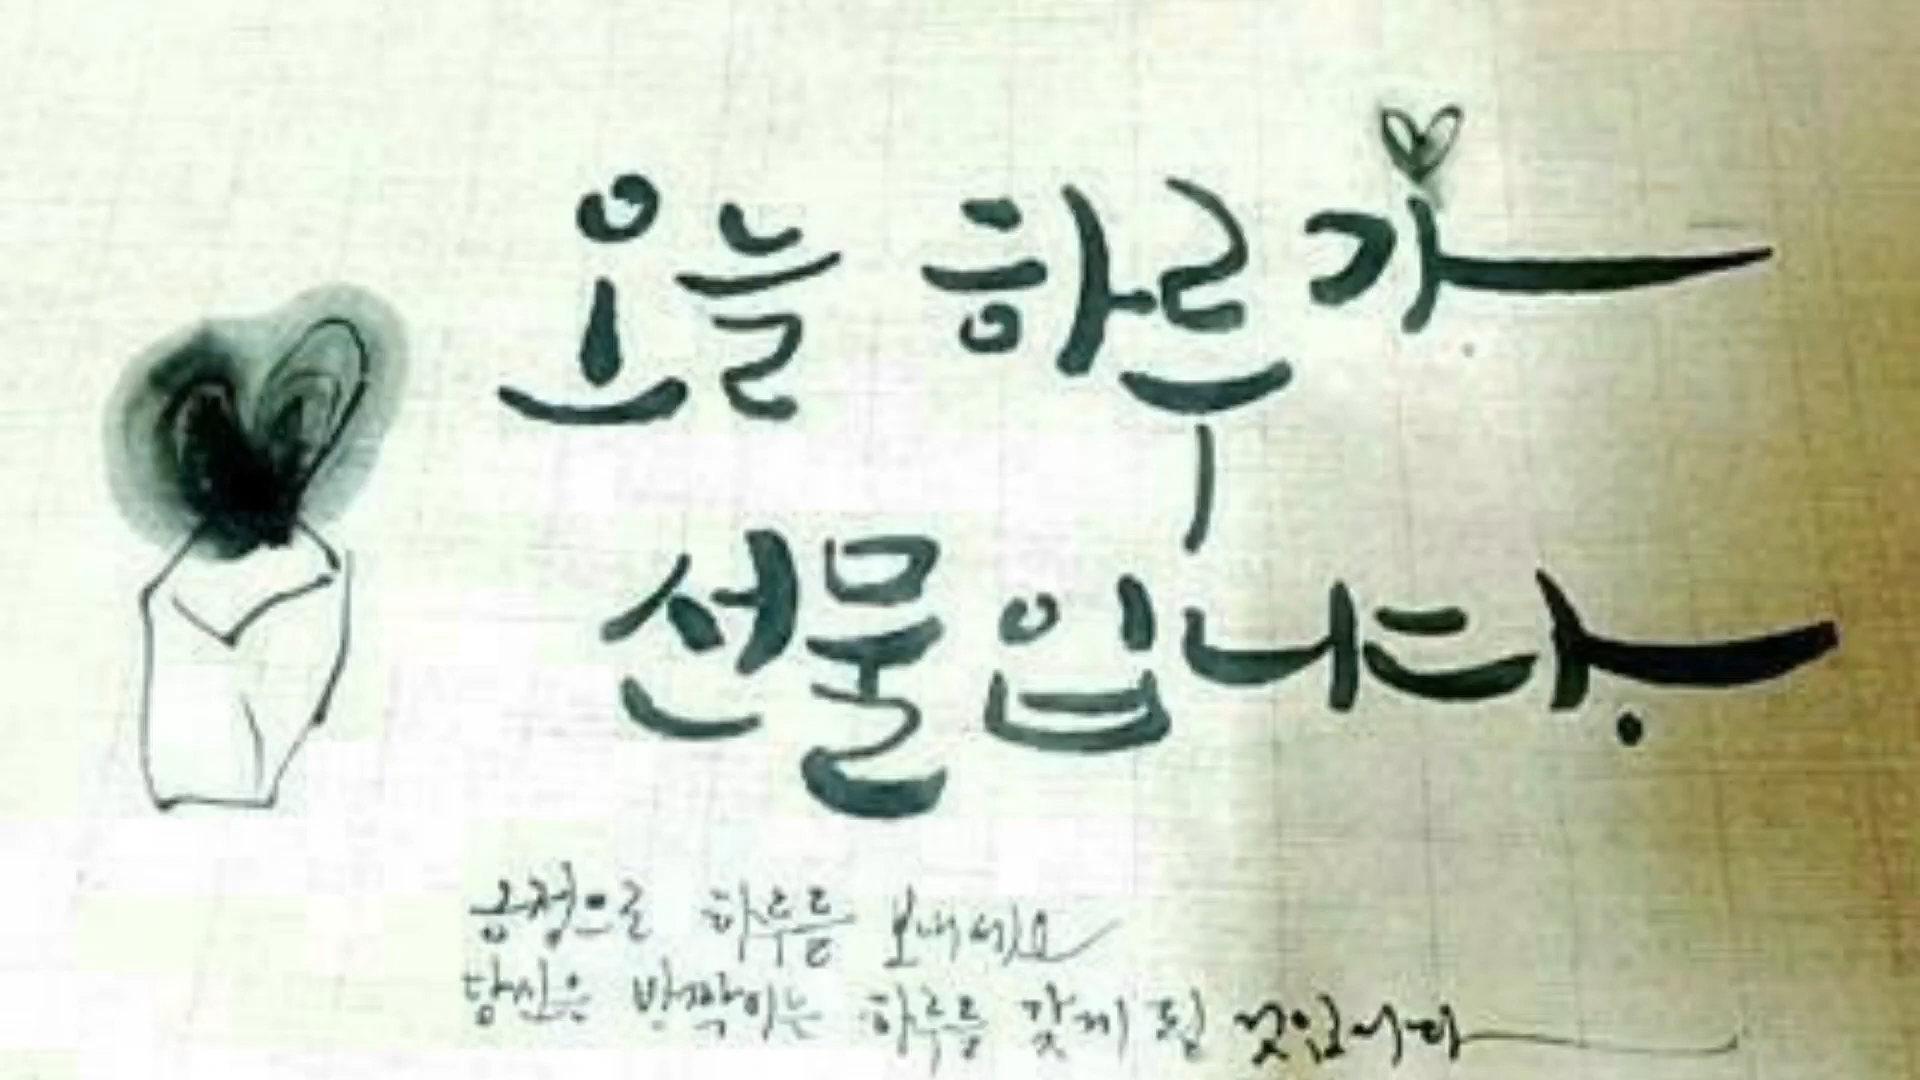 오늘 하루가
선물입니다.
긍정으로 하루를 보내세요
당신은 반짝이는 하루를 갖게 될 것입니다